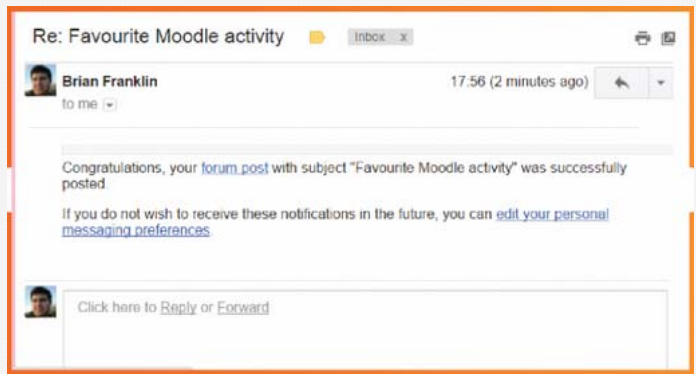 Re: Favourite Moodle activity Inbox x
Brian Franklin 17:56 (2 minutes ago)
to me
Congratulations, your forum post with subject "Favourite Moodle activity" was successfully
posted.
If you do not wish to receive these notifications in the future, you can edit your personal
messaging preferences.
Click here to Reply or Forward